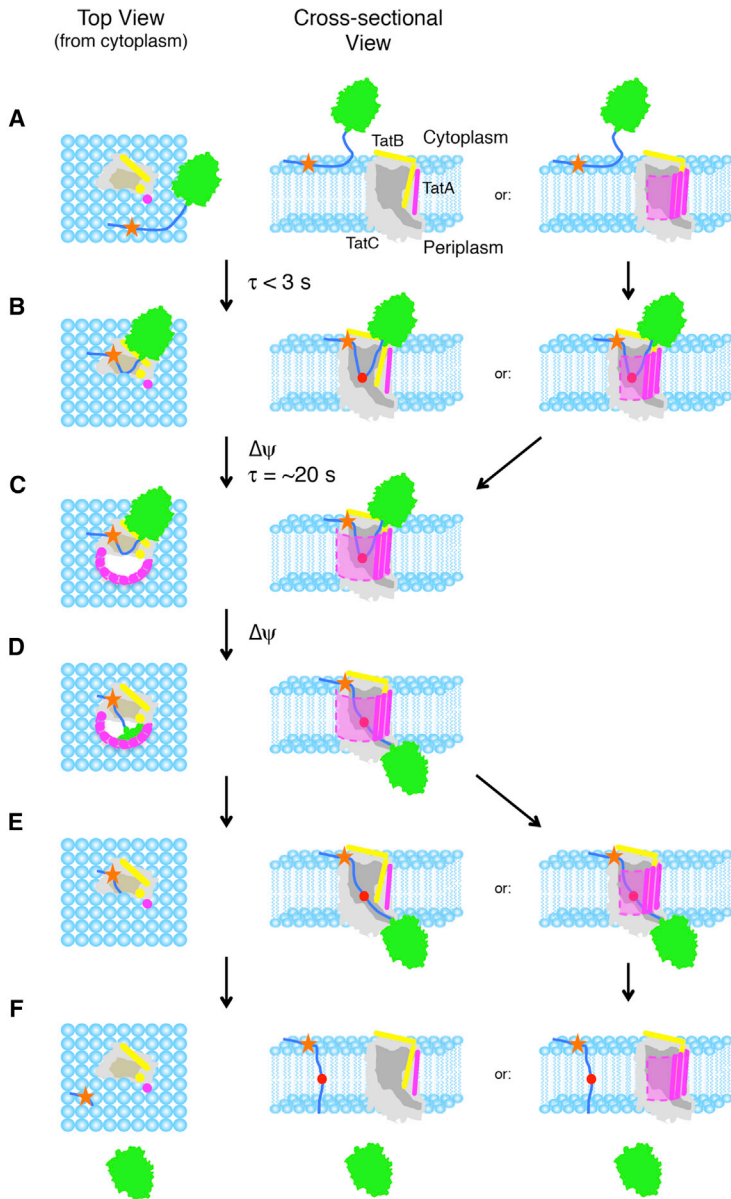 Top View
(from cytoplasm)
Cross-sectional
View
A
TatB
Cytoplasm
TatA
or:
TatC
Periplasm
τ < 3 s
B
or:
Δψ
τ = ~20 s
C
Δψ
D
E
or:
F
or: